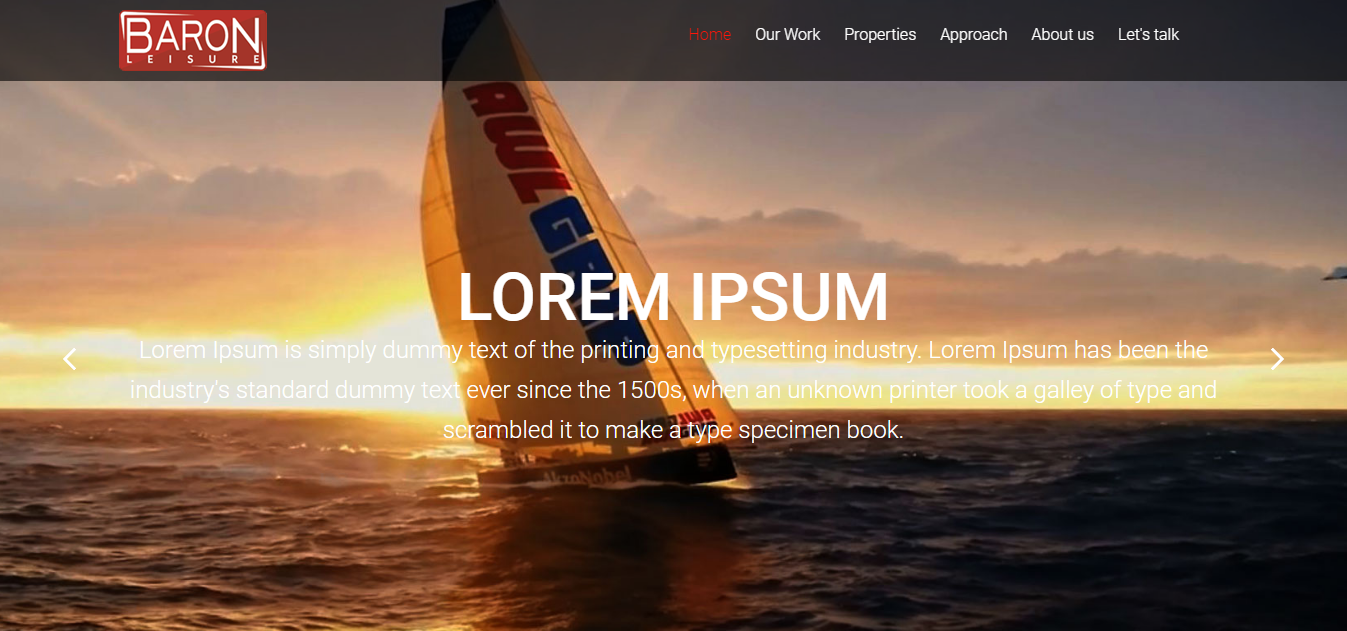 BARON
LEISURE
Home Our Work Properties Approach About us Let's talk
LOREM IPSUM
Lorem Ipsum is simply dummy text of the printing and typesetting industry. Lorem Ipsum has been the
industry's standard dummy text ever since the 1500s, when an unknown printer took a galley of type and
scrambled it to make a type specimen book.